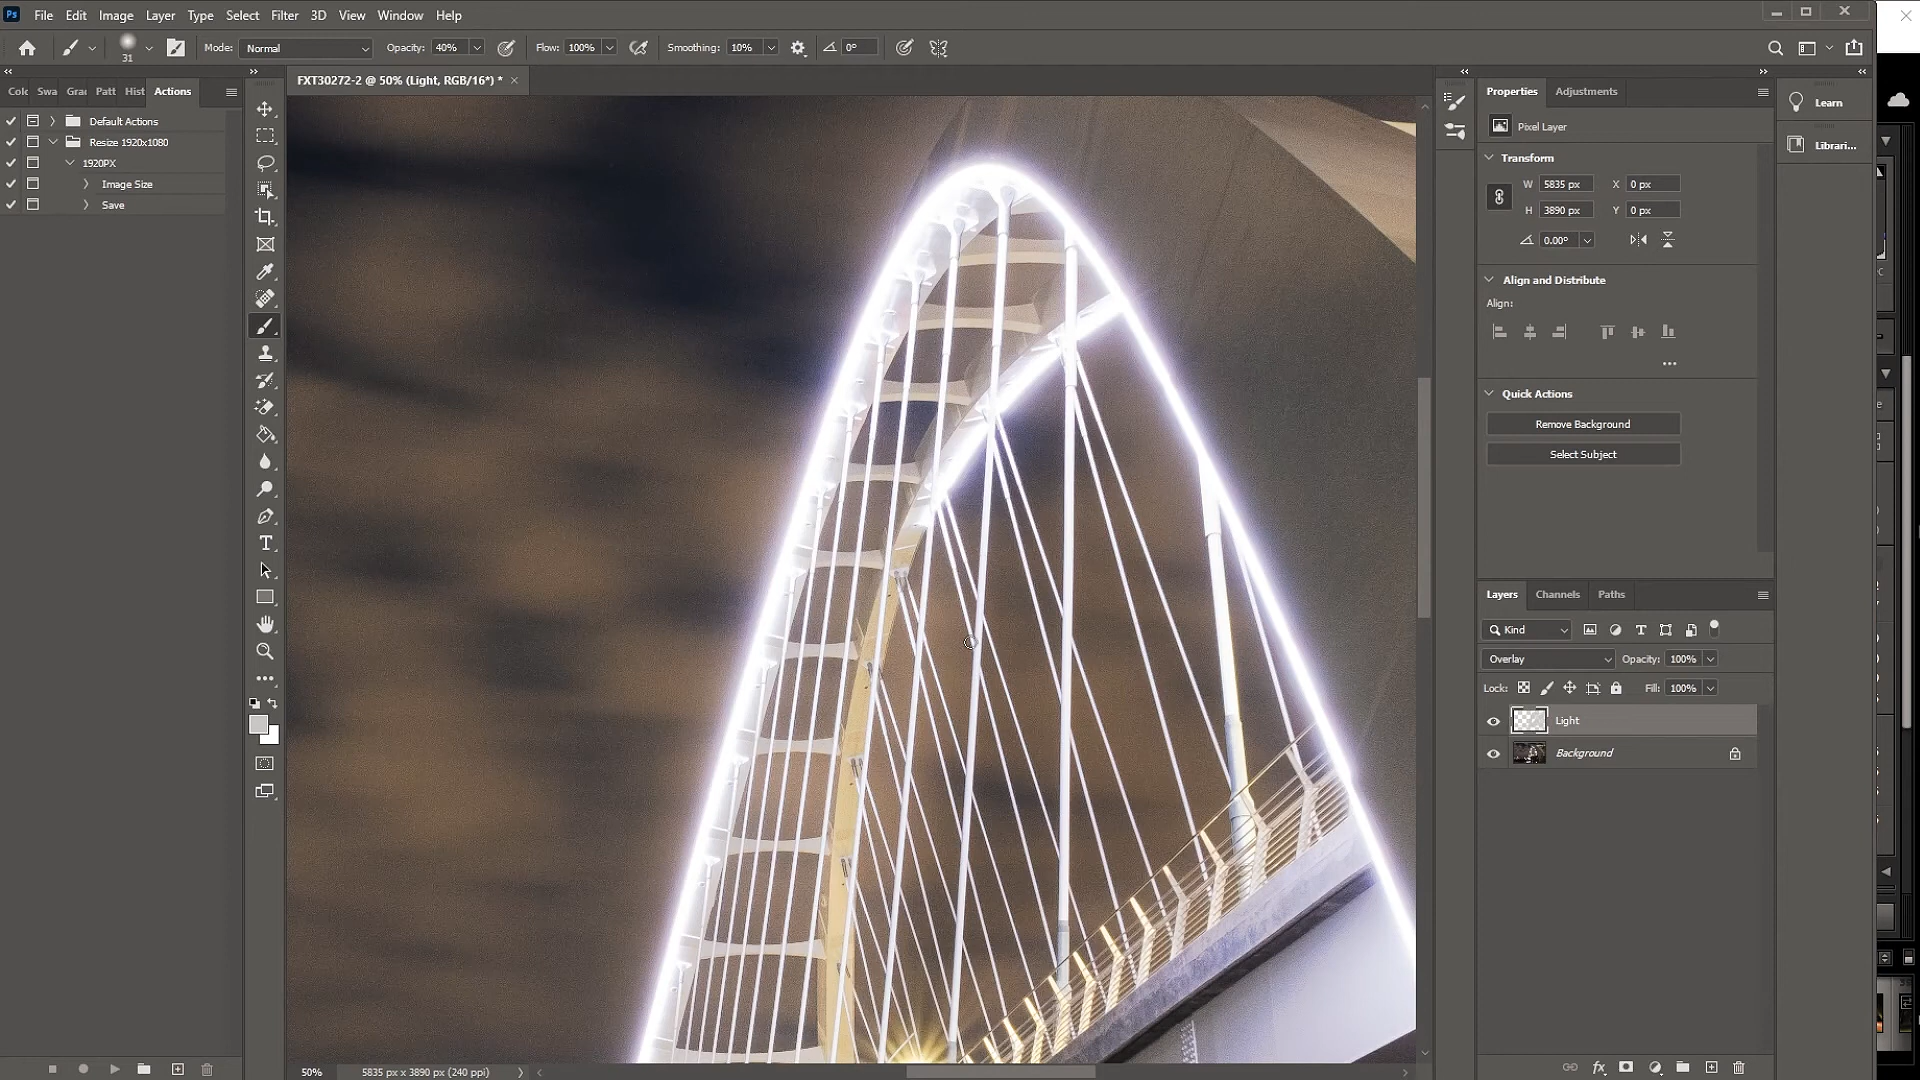 Ps File Edit Image Layer Type Select Filter 3D View Window Help
31 Mode: Normal Opacity: 40% Flow: 100% Smoothing: 10% 0°
Swa Patt Hist Actions
FXT30272-2 @ 50% (Light, RGB/16*) *
Properties Adjustments
Learn
Default Actions
Resize 1920x1080
1920PX
Image Size
Save
Pixel Layer
Librari...
Transform
W 5835 px X 0 px
H 3890 px Y 0 px
0.00°
Align and Distribute
Align:
Quick Actions
Remove Background
Select Subject
Layers Channels Paths
Kind
Overlay Opacity: 100%
Lock: Fill: 100%
Light
Background
50% 5835 px x 3890 px (240 ppi)